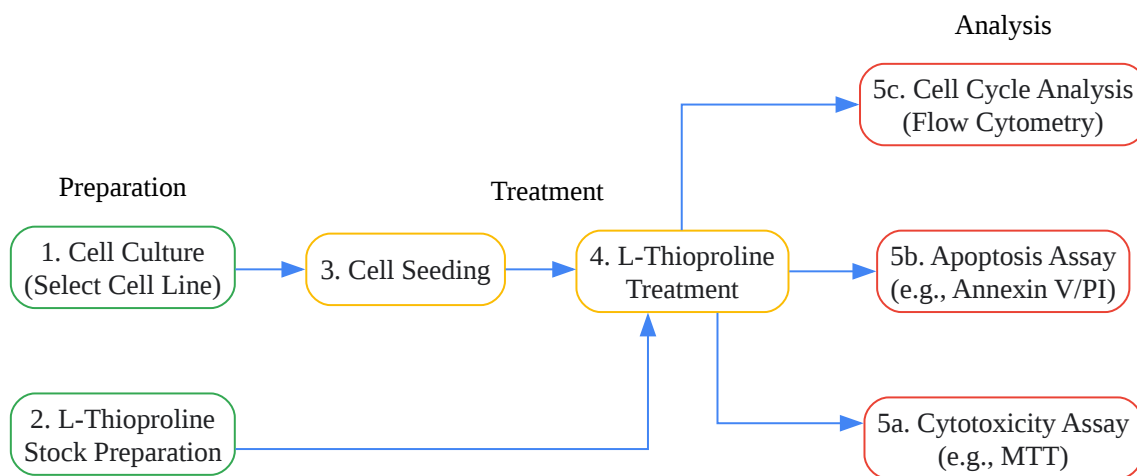 Analysis
5c. Cell Cycle Analysis
(Flow Cytometry)
Preparation
Treatment
1. Cell Culture
(Select Cell Line)
3. Cell Seeding
4. L-Thioproline
Treatment
5b. Apoptosis Assay
(e.g., Annexin V/PI)
2. L-Thioproline
Stock Preparation
5a. Cytotoxicity Assay
(e.g., MTT)